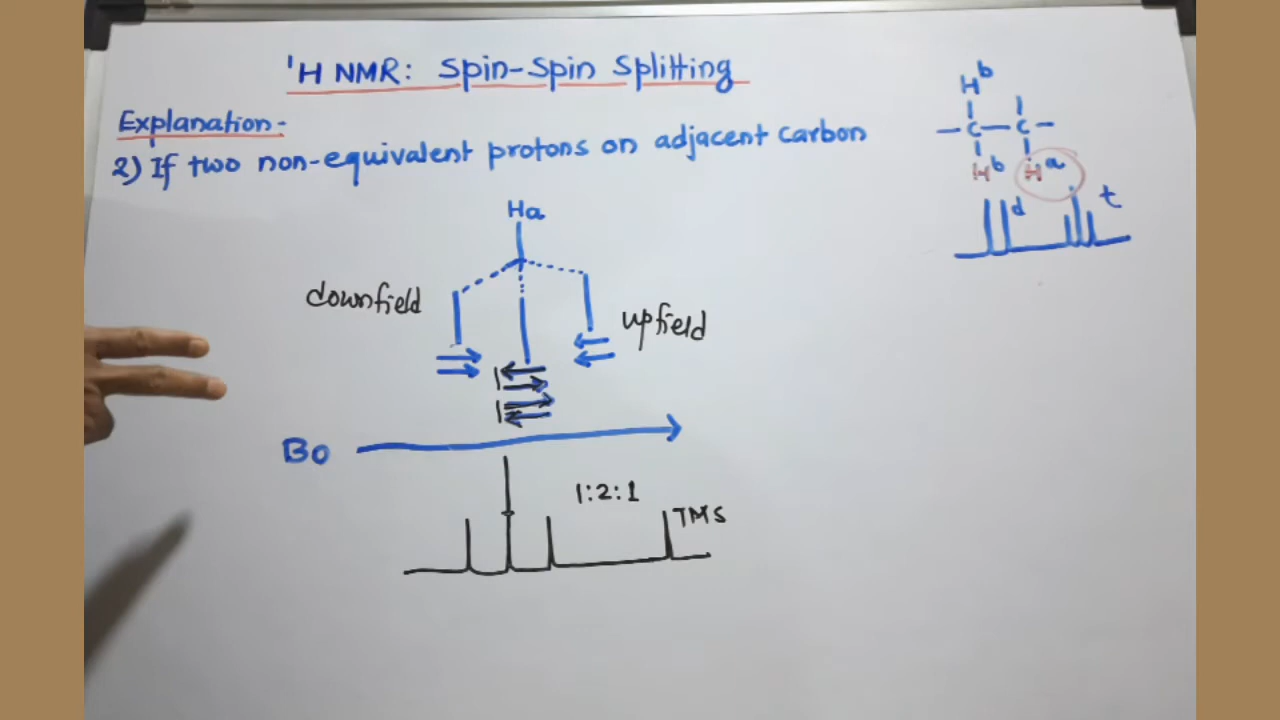 ¹H NMR: Spin-Spin Splitting
Explanation-
2) If two non-equivalent protons on adjacent carbon
Hb
-C-C-
Hb Ha
d t
Ha
downfield
upfield
Bo
1:2:1
TMS